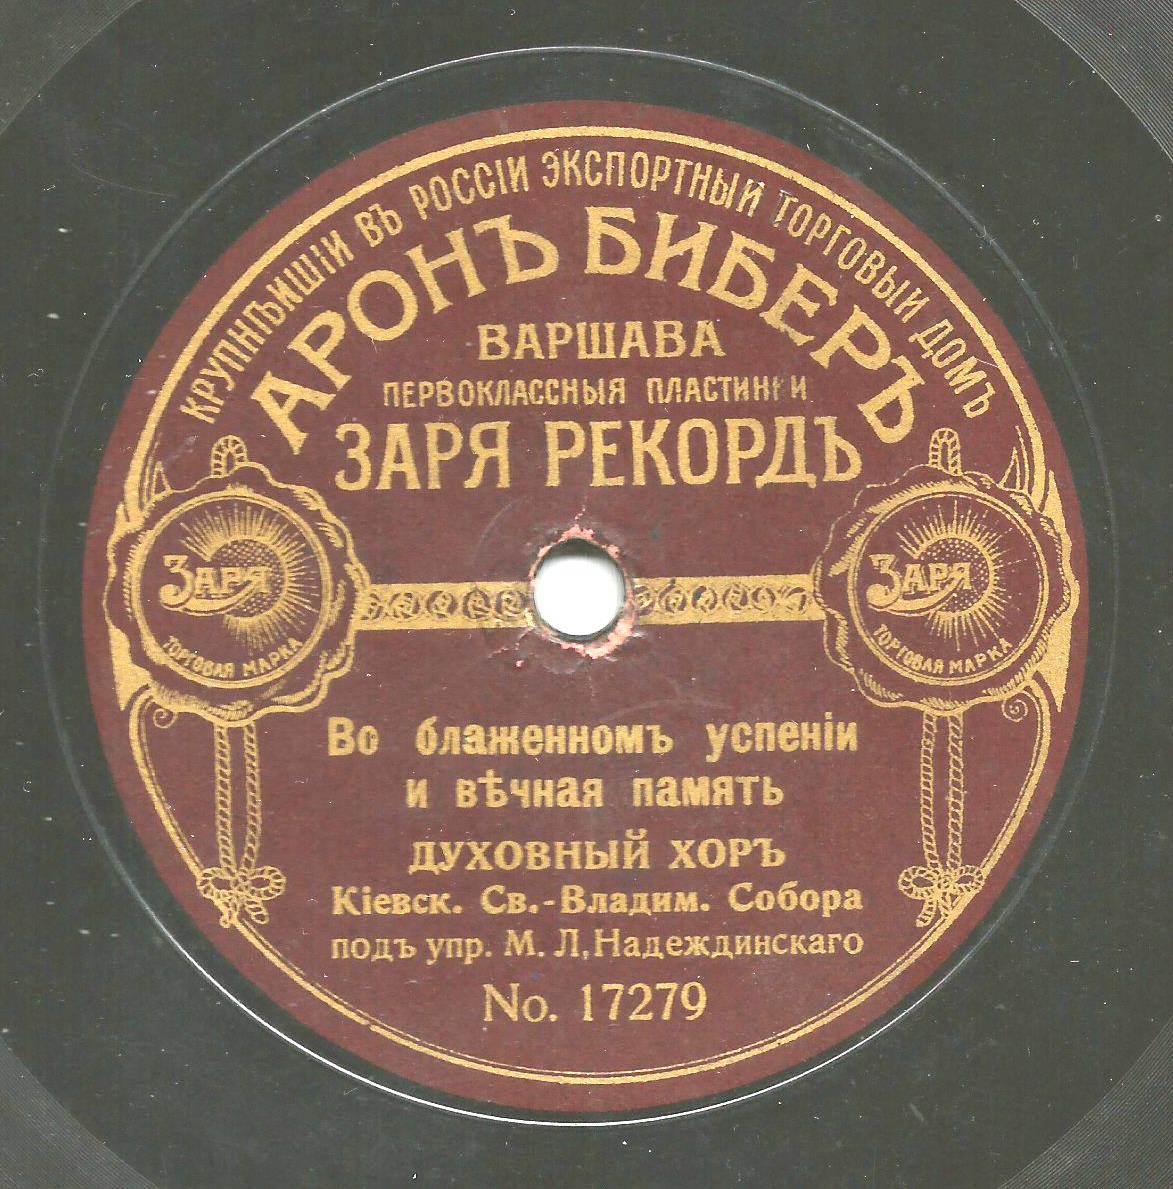 КРУПНѢЙШІЙ ВЪ РОССІИ ЭКСПОРТНЫЙ ТОРГОВЫЙ ДОМЪ
АРОНЪ БИБЕРЪ
ВАРШАВА
ПЕРВОКЛАССНЫЯ ПЛАСТИНКИ
ЗАРЯ РЕКОРДЪ
ЗАРЯ
ТОРГОВАЯ МАРКА
ЗАРЯ
ТОРГОВАЯ МАРКА
Во блаженномъ успеніи
и вѣчная память
ДУХОВНЫЙ ХОРЪ
Кіевск. Св.-Владим. Собора
подъ упр. М. Л. Надеждинскаго
No. 17279